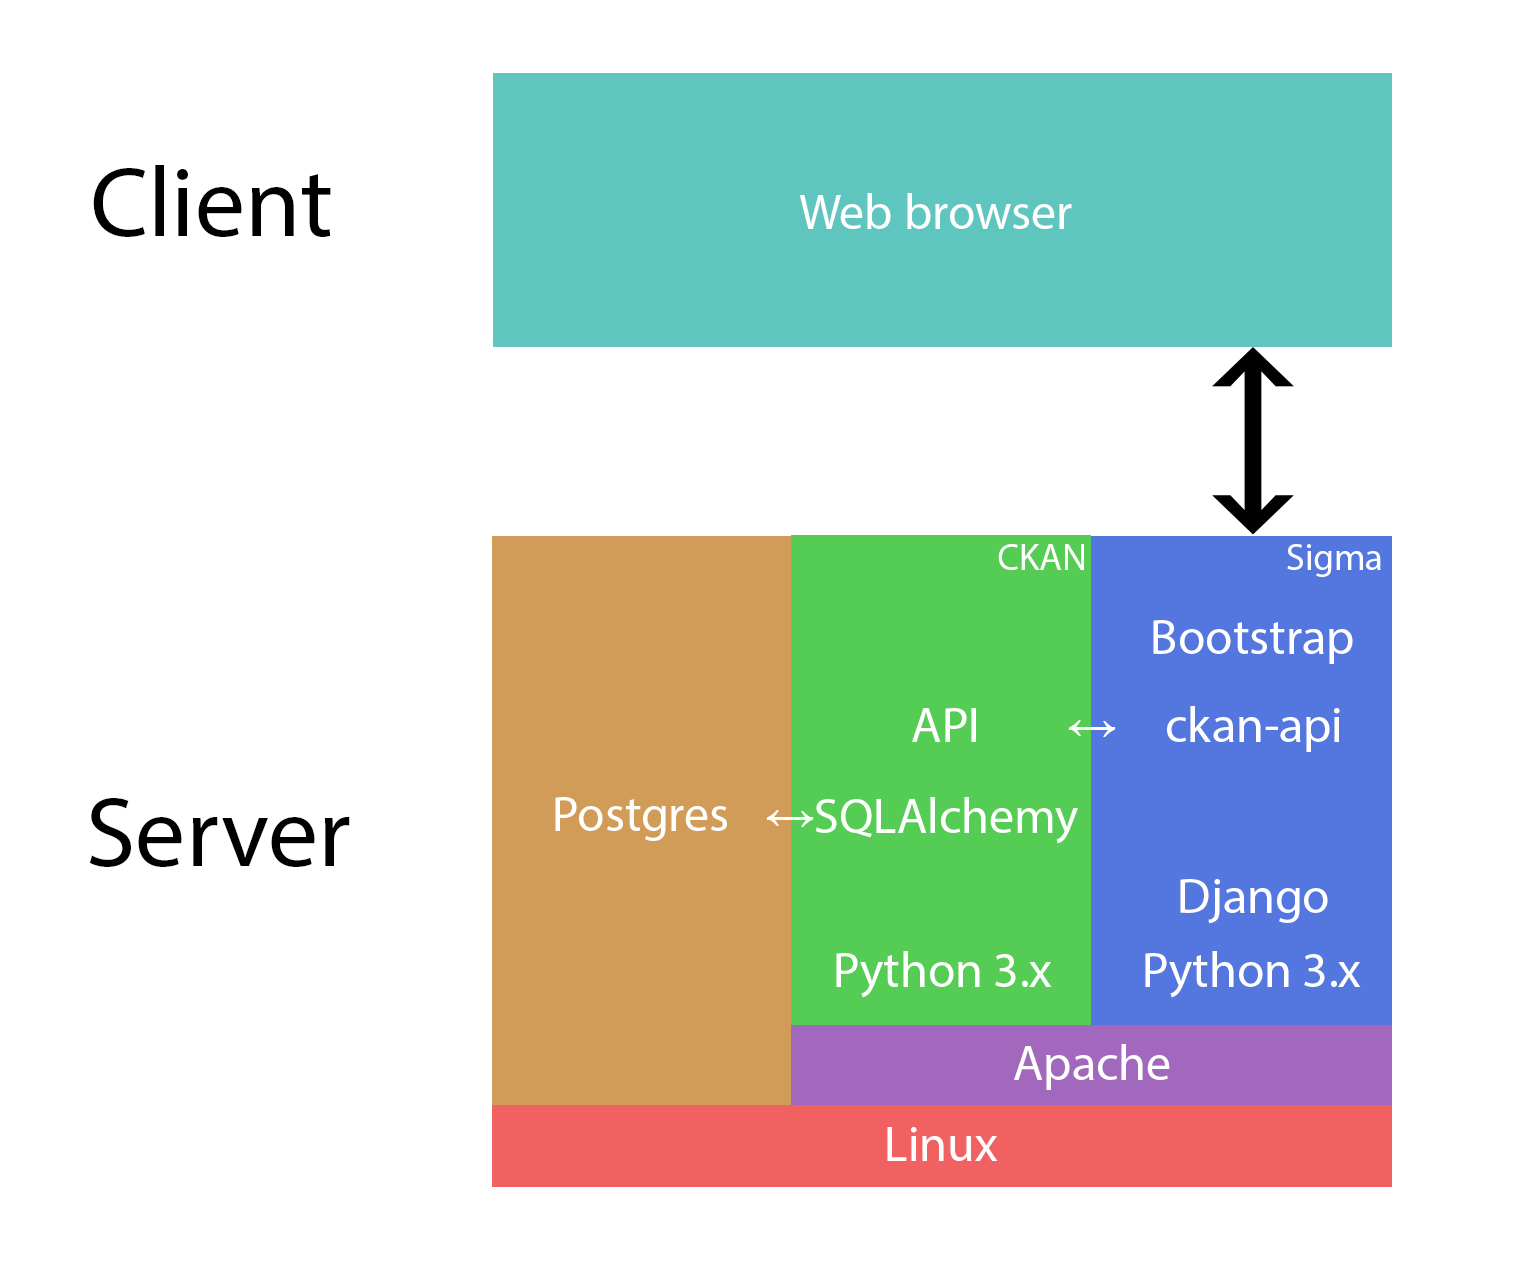 Client
Web browser
Server
CKAN
Sigma
Bootstrap
API ↔ ckan-api
Postgres ↔ SQLAlchemy
Django
Python 3.x
Python 3.x
Apache
Linux